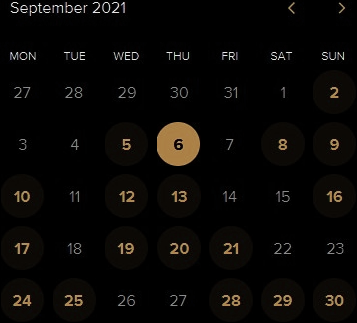 September 2021
MON TUE WED THU FRI SAT SUN
27 28 29 30 31 1 2
3 4 5 6 7 8 9
10 11 12 13 14 15 16
17 18 19 20 21 22 23
24 25 26 27 28 29 30